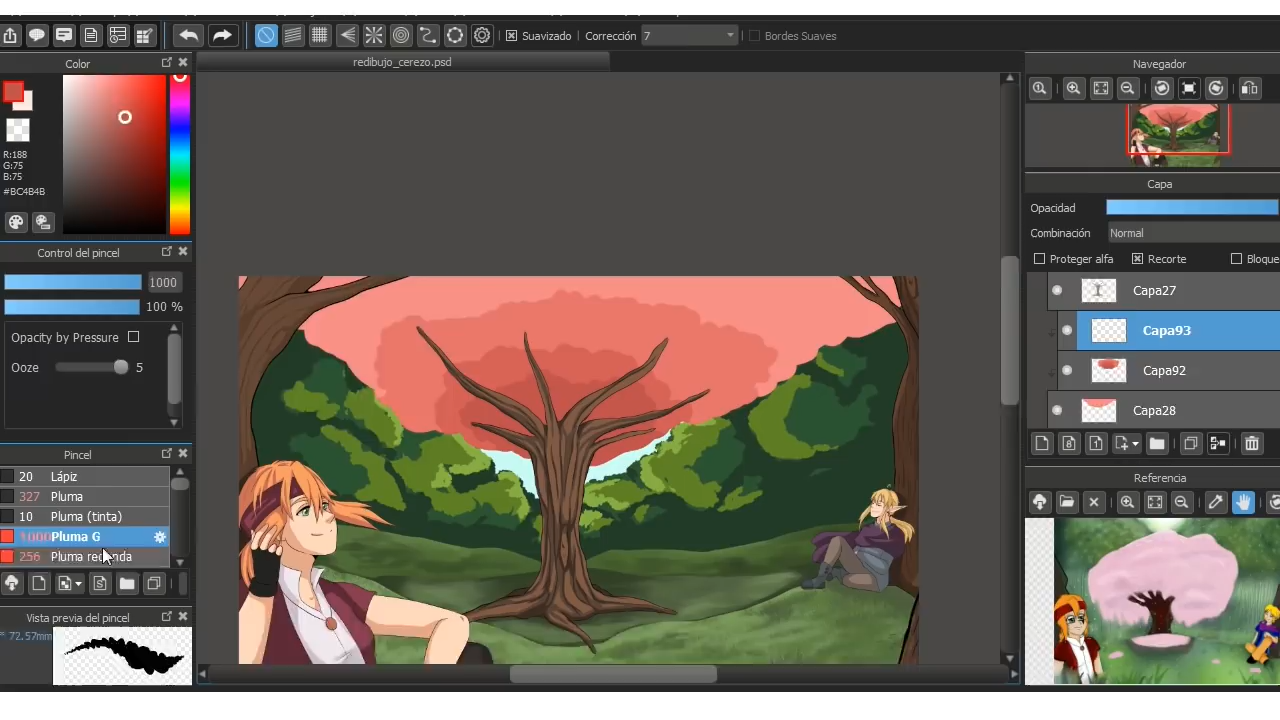 Suavizado Corrección 7 Bordes Suaves
Color
redibujo_cerezo.psd
R:188
G:75
B:75
#BC4B4B
Control del pincel
1000
100 %
Opacity by Pressure
Ooze 5
Pincel
20 Lápiz
327 Pluma
10 Pluma (tinta)
1000 Pluma G
256 Pluma redonda
Vista previa del pincel
72.57mm
Navegador
Capa
Opacidad
Combinación Normal
Proteger alfa Recorte Bloque
Capa27
Capa93
Capa92
Capa28
Referencia